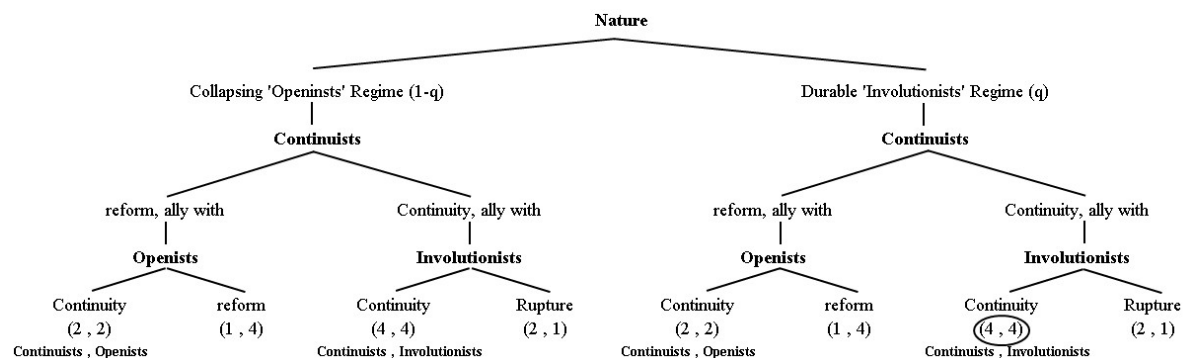 Nature
Collapsing 'Openinsts' Regime (1-q) Durable 'Involutionists' Regime (q)
Continuists Continuists
reform, ally with Continuity, ally with reform, ally with Continuity, ally with
Openists Involutionists Openists Involutionists
Continuity reform Continuity Rupture Continuity reform Continuity Rupture
(2 , 2) (1 , 4) (4 , 4) (2 , 1) (2 , 2) (1 , 4) (4 , 4) (2 , 1)
Continuists , Openists Continuists , Involutionists Continuists , Openists Continuists , Involutionists